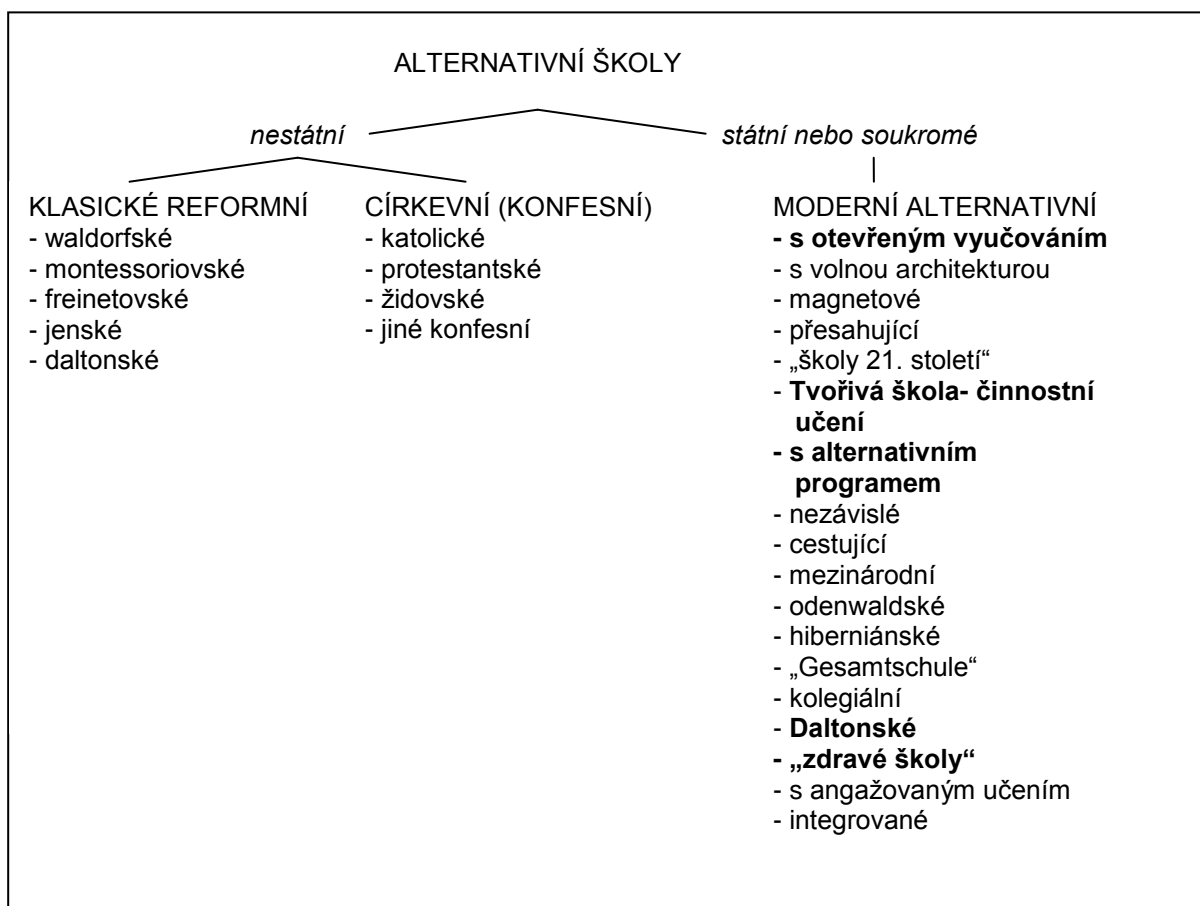 ALTERNATIVNÍ ŠKOLY
nestátní
státní nebo soukromé
KLASICKÉ REFORMNÍ
- waldorfské
- montessoriovské
- freinetovské
- jenské
- daltonské
CÍRKEVNÍ (KONFESNÍ)
- katolické
- protestantské
- židovské
- jiné konfesní
MODERNÍ ALTERNATIVNÍ
- s otevřeným vyučováním
- s volnou architekturou
- magnetové
- přesahující
- „školy 21. století“
- Tvořivá škola- činnostní
učení
- s alternativním
programem
- nezávislé
- cestující
- mezinárodní
- odenwaldské
- hiberniánské
- „Gesamtschule“
- kolegiální
- Daltonské
- „zdravé školy“
- s angažovaným učením
- integrované